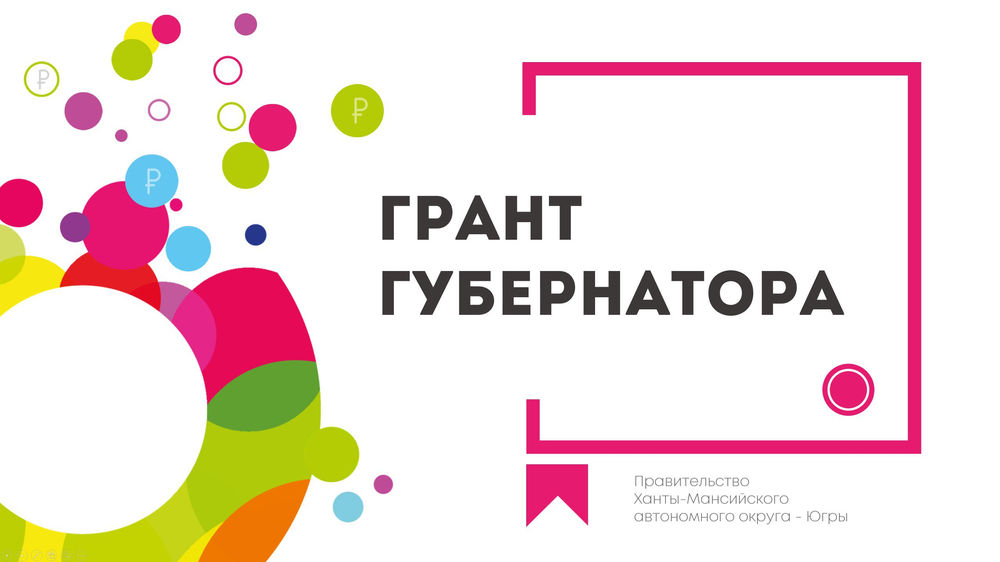 ГРАНТ
ГУБЕРНАТОРА
Правительство
Ханты-Мансийского
автономного округа - Югры